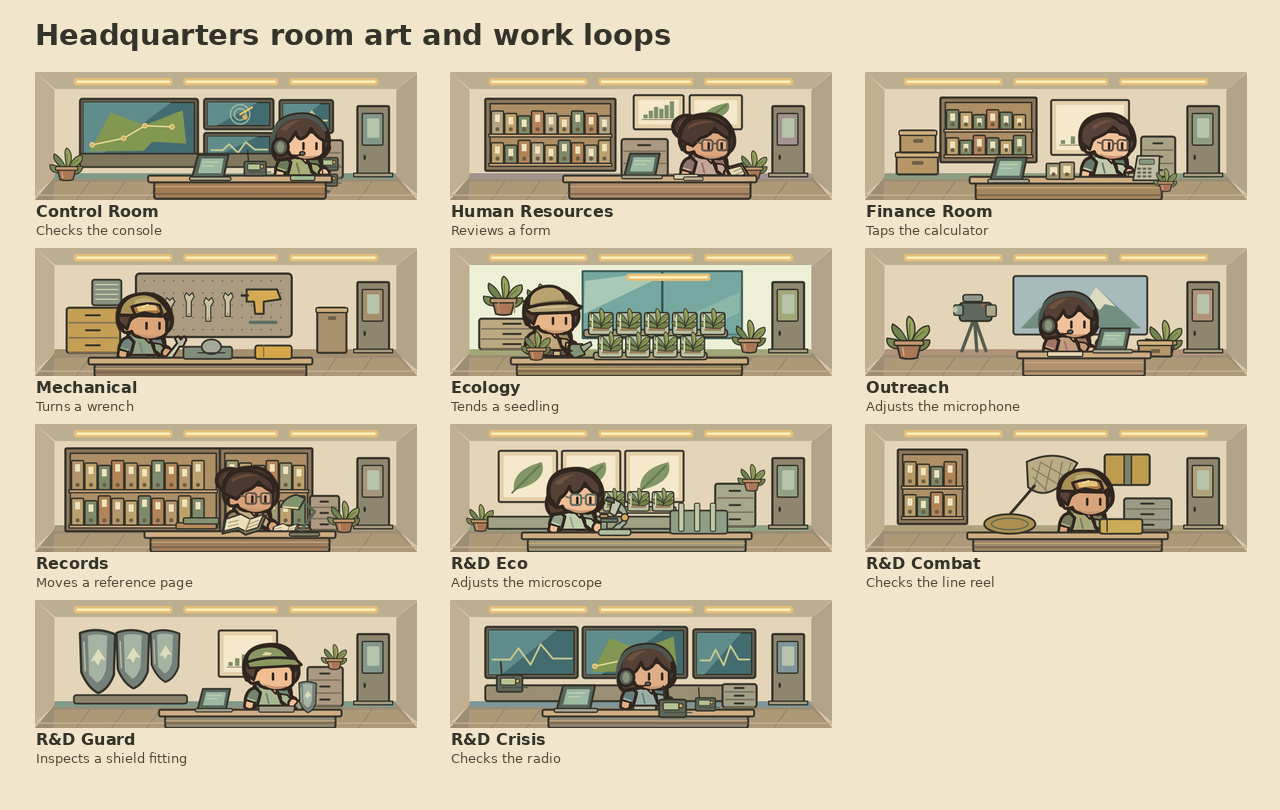 Headquarters room art and work loops
Control Room
Checks the console
Human Resources
Reviews a form
Finance Room
Taps the calculator
Mechanical
Turns a wrench
Ecology
Tends a seedling
Outreach
Adjusts the microphone
Records
Moves a reference page
R&D Eco
Adjusts the microscope
R&D Combat
Checks the line reel
R&D Guard
Inspects a shield fitting
R&D Crisis
Checks the radio